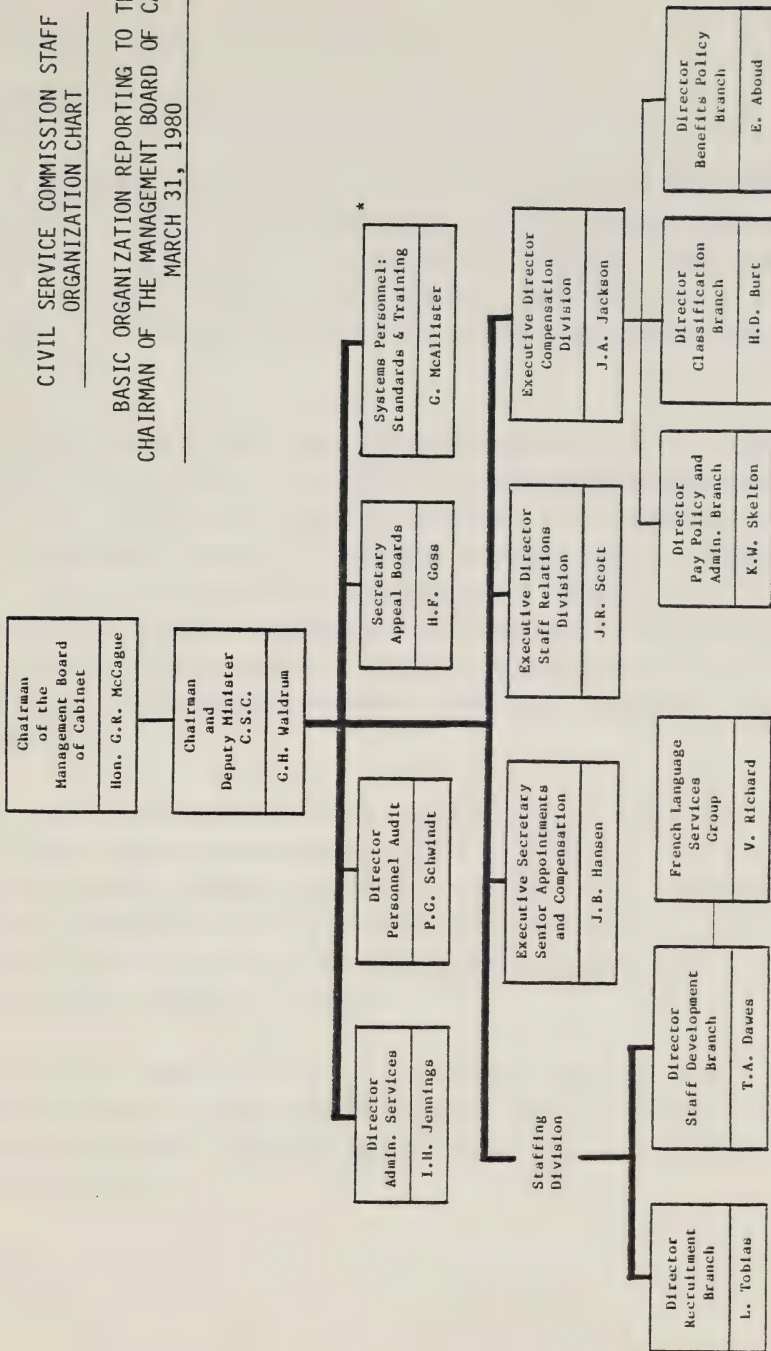 CIVIL SERVICE COMMISSION STAFF
ORGANIZATION CHART
BASIC ORGANIZATION REPORTING TO
CHAIRMAN OF THE MANAGEMENT BOARD OF
MARCH 31, 1980
Chairman
of the
Management Board
of Cabinet
Hon. G.R. McCague
Chairman
and
Deputy Minister
C.S.C.
G.H. Waldrum
Director
Admin. Services
I.H. Jennings
Director
Personnel Audit
P.G. Schwindt
Secretary
Appeal Boards
H.F. Goss
Systems Personnel:
Standards & Training
G. McAllister
*
Staffing
Division
Executive Secretary
Senior Appointments
and Compensation
J.B. Hansen
Executive Director
Staff Relations
Division
J.R. Scott
Executive Director
Compensation
Division
J.A. Jackson
Director
Recruitment
Branch
L. Tobias
Director
Staff Development
Branch
T.A. Dawes
French Language
Services
Group
V. Richard
Director
Pay Policy and
Admin. Branch
K.W. Skelton
Director
Classification
Branch
H.D. Burt
Director
Benefits Policy
Branch
E. Aboud